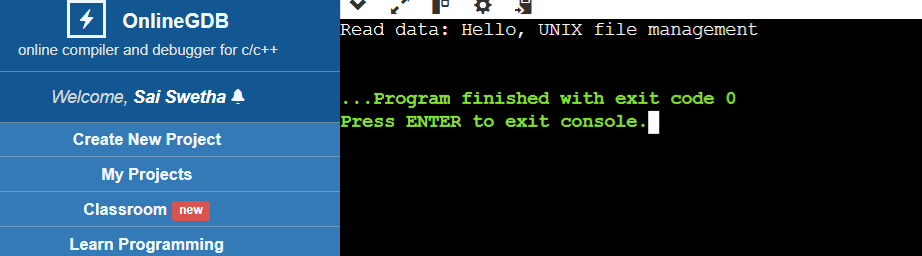 OnlineGDB
online compiler and debugger for c/c++
Welcome, Sai Swetha
Create New Project
My Projects
Classroom new
Learn Programming
Read data: Hello, UNIX file management
...Program finished with exit code 0
Press ENTER to exit console.